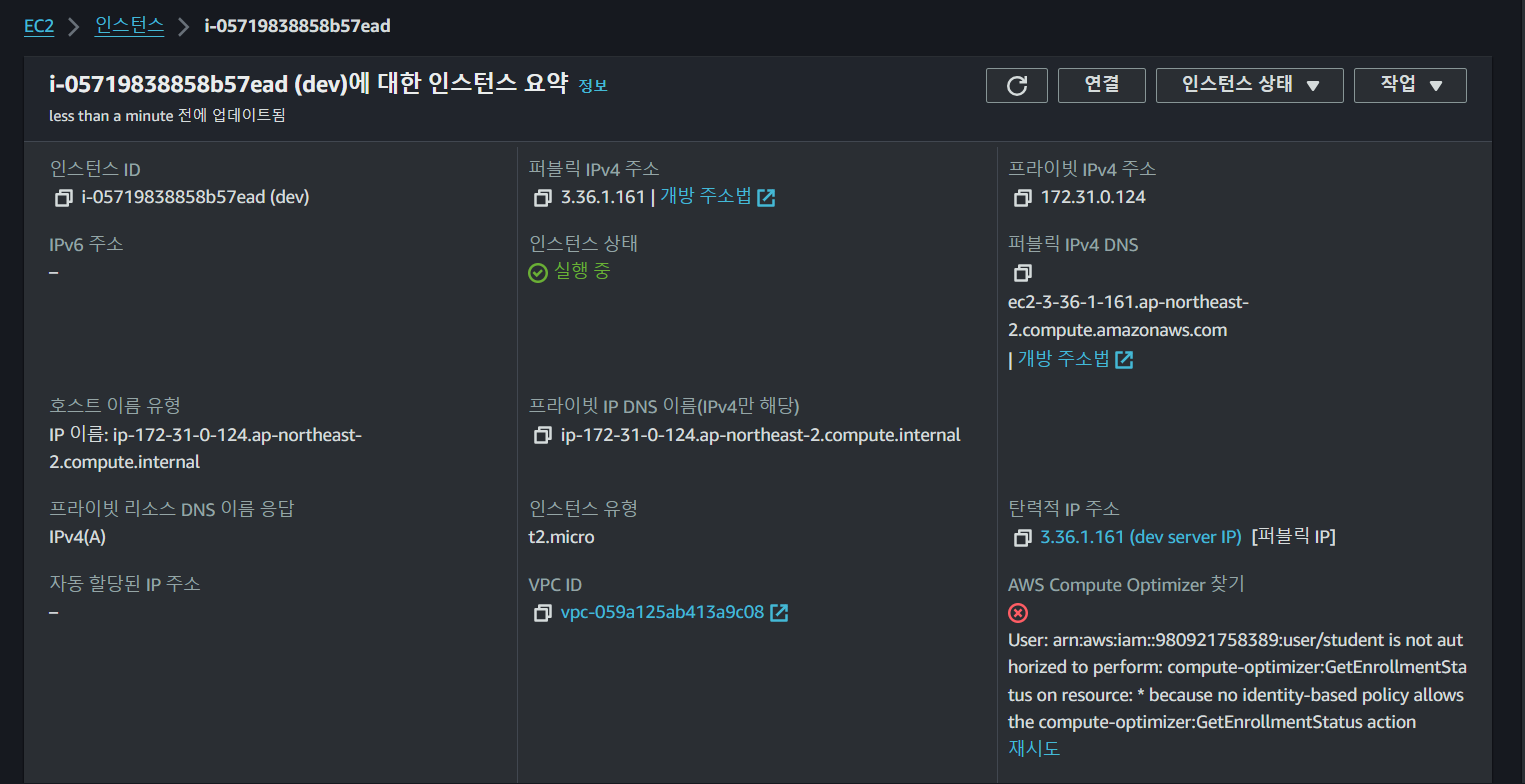 EC2 > 인스턴스 > i-05719838858b57ead
i-05719838858b57ead (dev)에 대한 인스턴스 요약 정보
less than a minute 전에 업데이트됨
연결
인스턴스 상태 ▼
작업 ▼
인스턴스 ID
i-05719838858b57ead (dev)
퍼블릭 IPv4 주소
3.36.1.161 | 개방 주소법
프라이빗 IPv4 주소
172.31.0.124
IPv6 주소
–
인스턴스 상태
실행 중
퍼블릭 IPv4 DNS
ec2-3-36-1-161.ap-northeast-
2.compute.amazonaws.com
| 개방 주소법
호스트 이름 유형
IP 이름: ip-172-31-0-124.ap-northeast-
2.compute.internal
프라이빗 IP DNS 이름(IPv4만 해당)
ip-172-31-0-124.ap-northeast-2.compute.internal
프라이빗 리소스 DNS 이름 응답
IPv4(A)
인스턴스 유형
t2.micro
탄력적 IP 주소
3.36.1.161 (dev server IP) [퍼블릭 IP]
자동 할당된 IP 주소
–
VPC ID
vpc-059a125ab413a9c08
AWS Compute Optimizer 찾기
User: arn:aws:iam::980921758389:user/student is not aut
horized to perform: compute-optimizer:GetEnrollmentSta
tus on resource: * because no identity-based policy allows
the compute-optimizer:GetEnrollmentStatus action
재시도